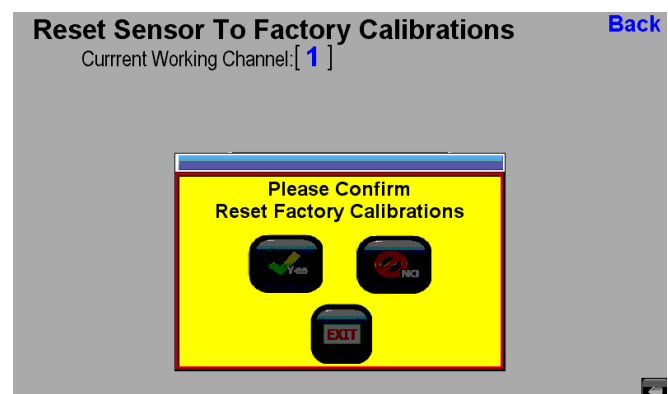 Reset Sensor To Factory Calibrations
Back
Currrent Working Channel:[ 1 ]
Please Confirm
Reset Factory Calibrations
Yes
NO
EXIT